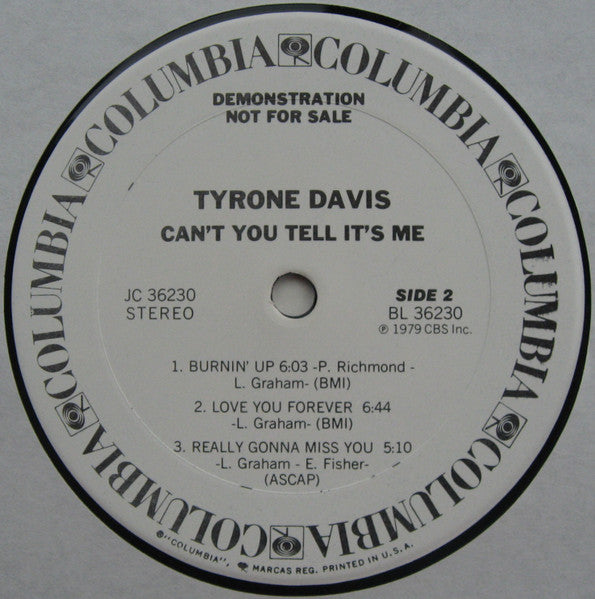 COLUMBIA COLUMBIA COLUMBIA COLUMBIA COLUMBIA COLUMBIA COLUMBIA COLUMBIA
DEMONSTRATION
NOT FOR SALE
TYRONE DAVIS
CAN'T YOU TELL IT'S ME
JC 36230
STEREO
SIDE 2
BL 36230
℗ 1979 CBS Inc.
1. BURNIN' UP 6:03 -P. Richmond -
L. Graham- (BMI)
2. LOVE YOU FOREVER 6:44
-L. Graham- (BMI)
3. REALLY GONNA MISS YOU 5:10
-L. Graham - E. Fisher-
(ASCAP)
®"COLUMBIA", MARCAS REG. PRINTED IN U.S.A.